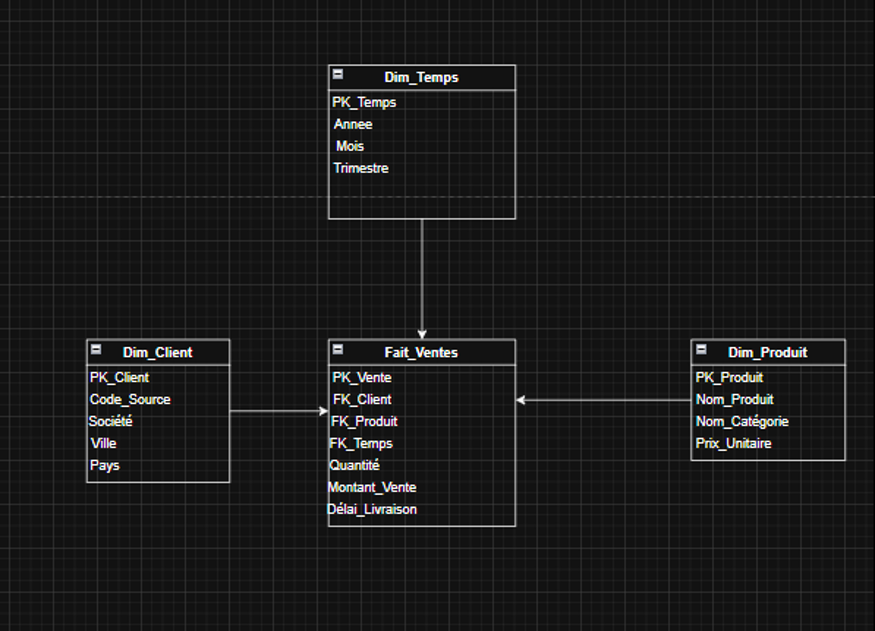 Dim_Temps
PK_Temps
Annee
Mois
Trimestre
Dim_Client
PK_Client
Code_Source
Société
Ville
Pays
Fait_Ventes
PK_Vente
FK_Client
FK_Produit
FK_Temps
Quantité
Montant_Vente
Délai_Livraison
Dim_Produit
PK_Produit
Nom_Produit
Nom_Catégorie
Prix_Unitaire